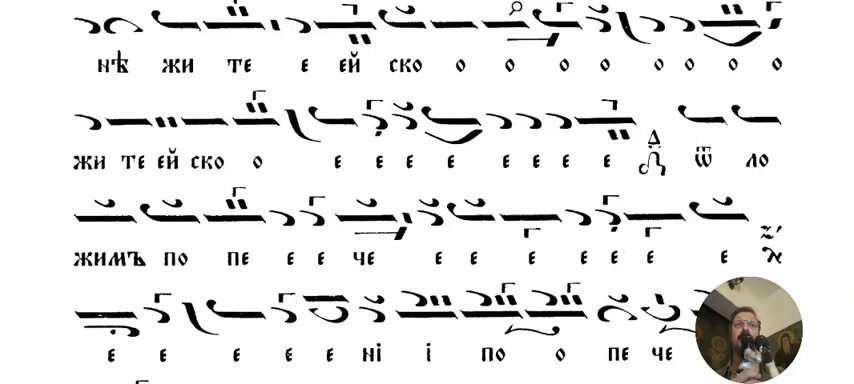 нѣ жи те е ей ско о о о о о о о о
жи те ей ско о е е е е е е е е ѿ ло
жимъ по пе е е че е е е е е е е
е е е е е ні і по о пе че